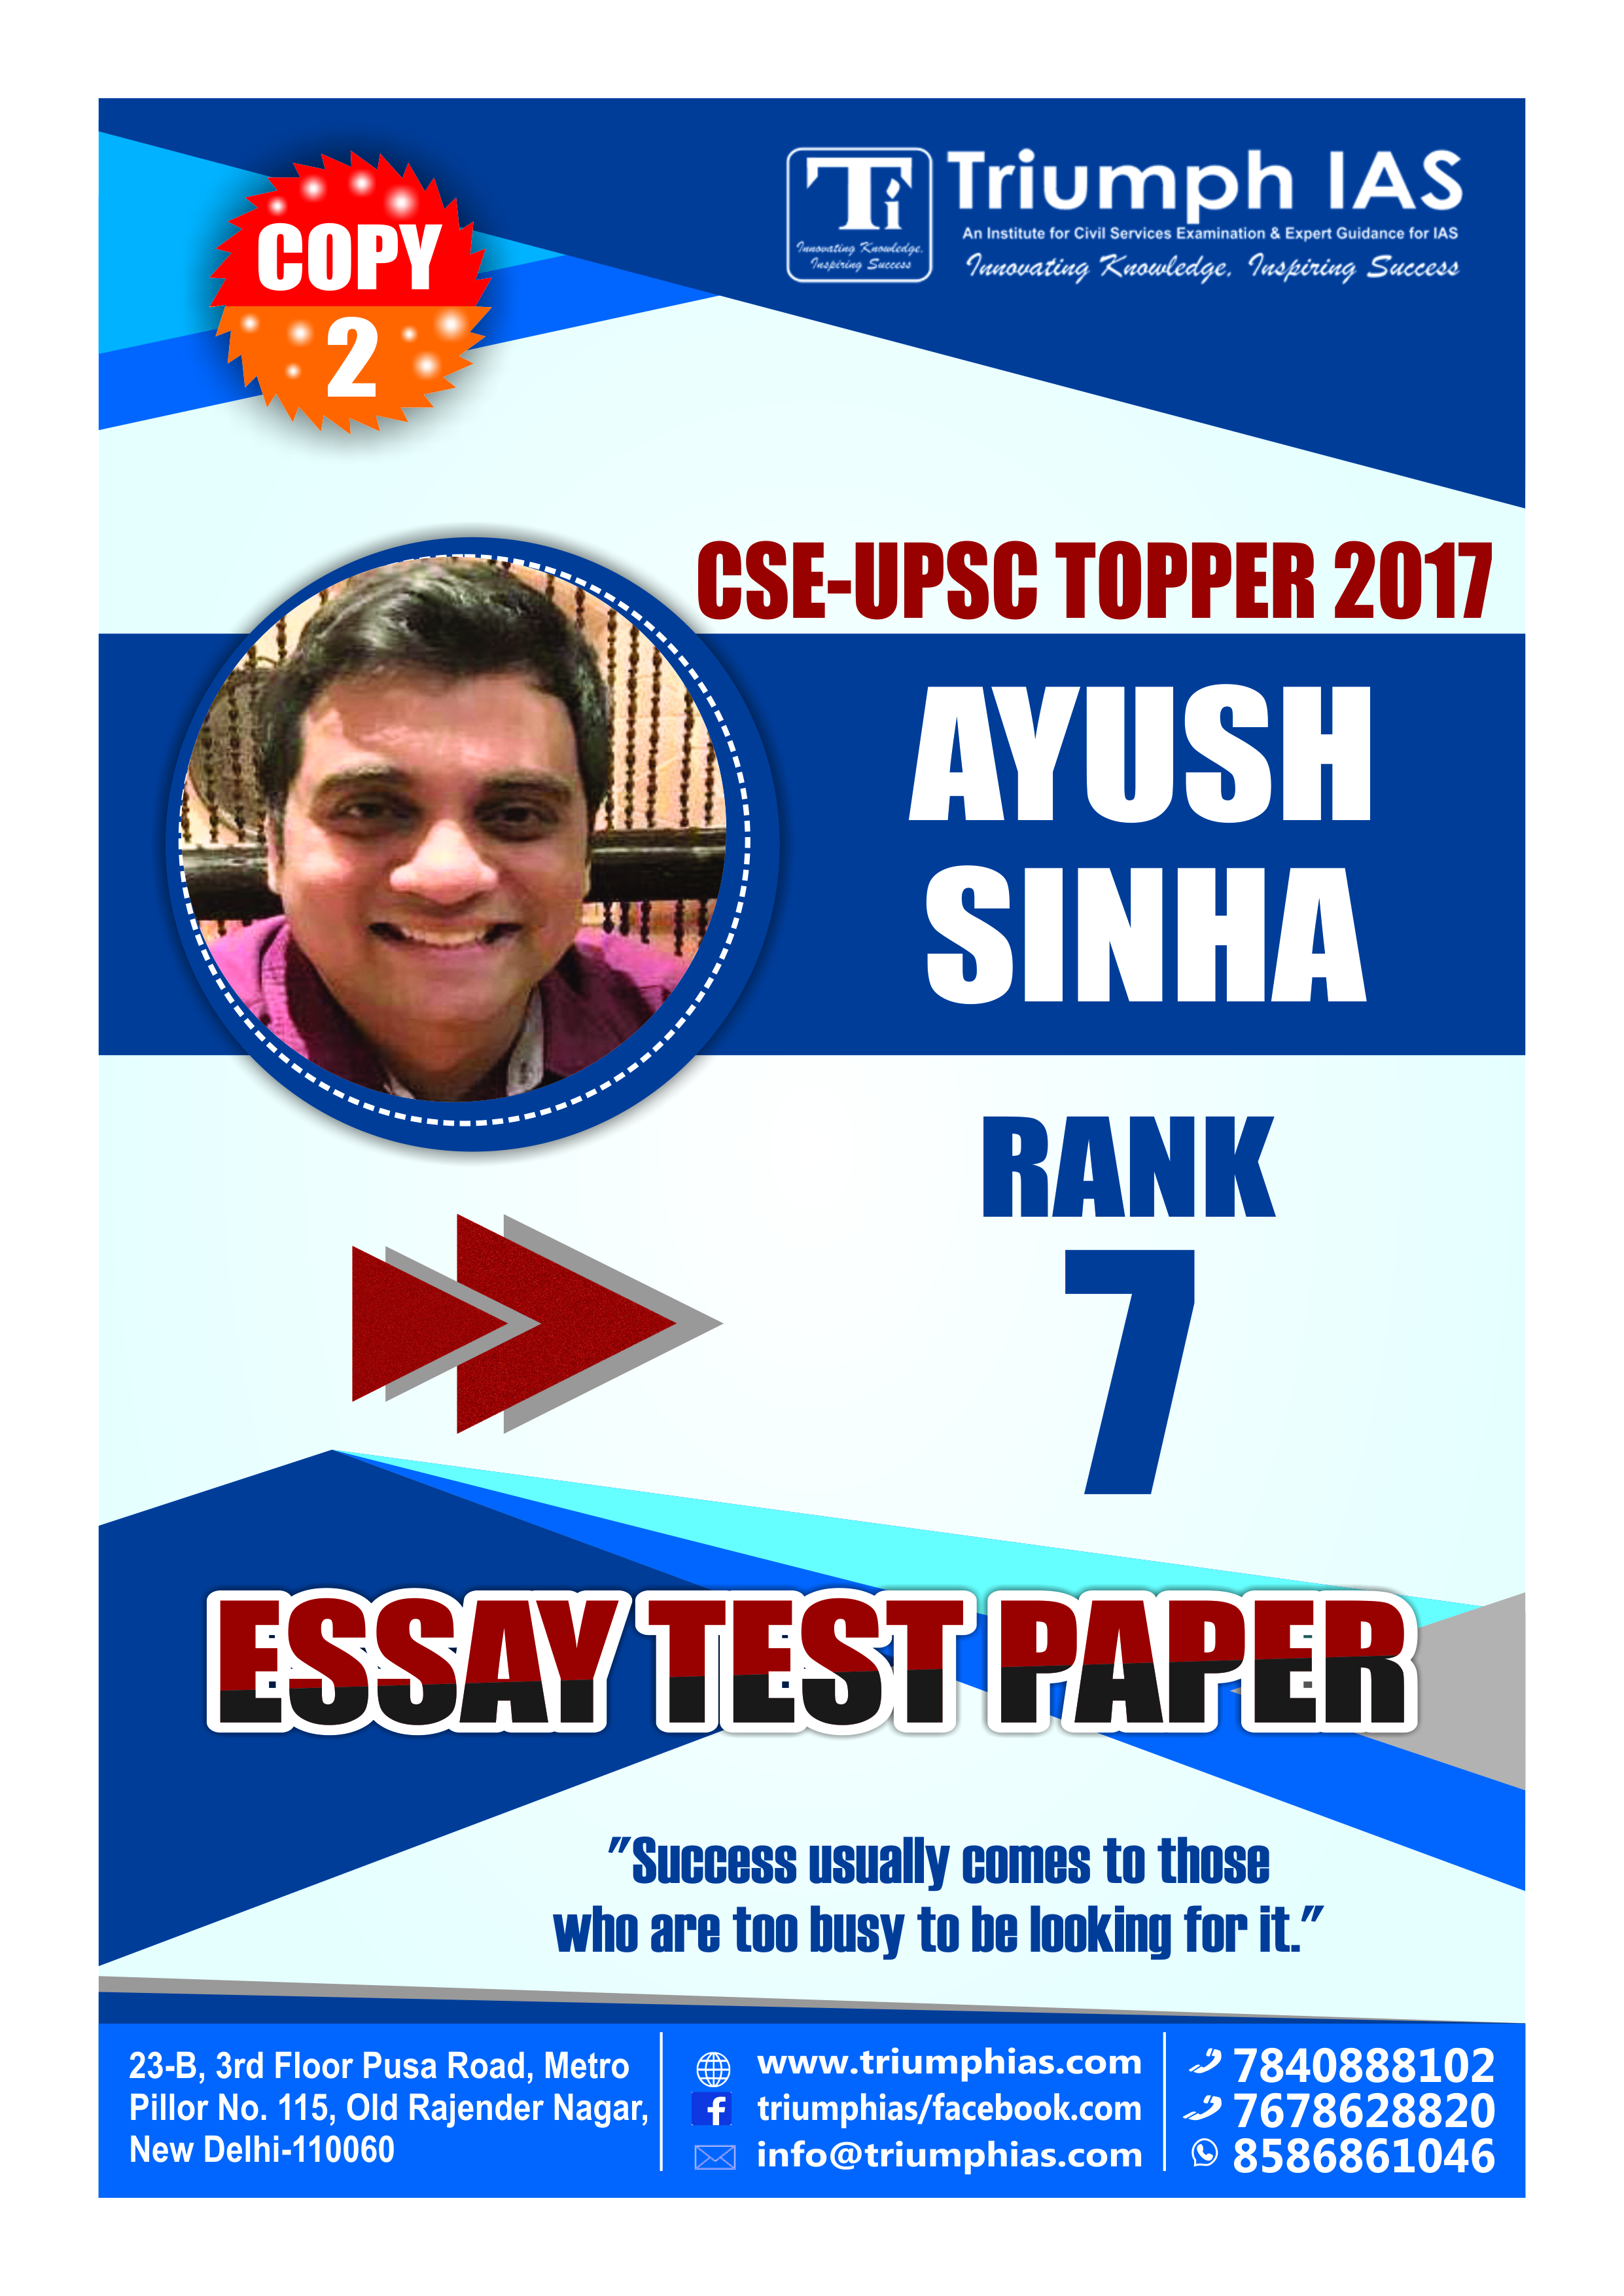 COPY
2
Ti
Innovating Knowledge,
Inspiring Success
Triumph IAS
An Institute for Civil Services Examination & Expert Guidance for IAS
Innovating Knowledge, Inspiring Success
CSE-UPSC TOPPER 2017
AYUSH
SINHA
RANK
7
ESSAY TEST PAPER
"Success usually comes to those
who are too busy to be looking for it."
23-B, 3rd Floor Pusa Road, Metro
Pillor No. 115, Old Rajender Nagar,
New Delhi-110060
www.triumphias.com
triumphias/facebook.com
info@triumphias.com
7840888102
7678628820
8586861046